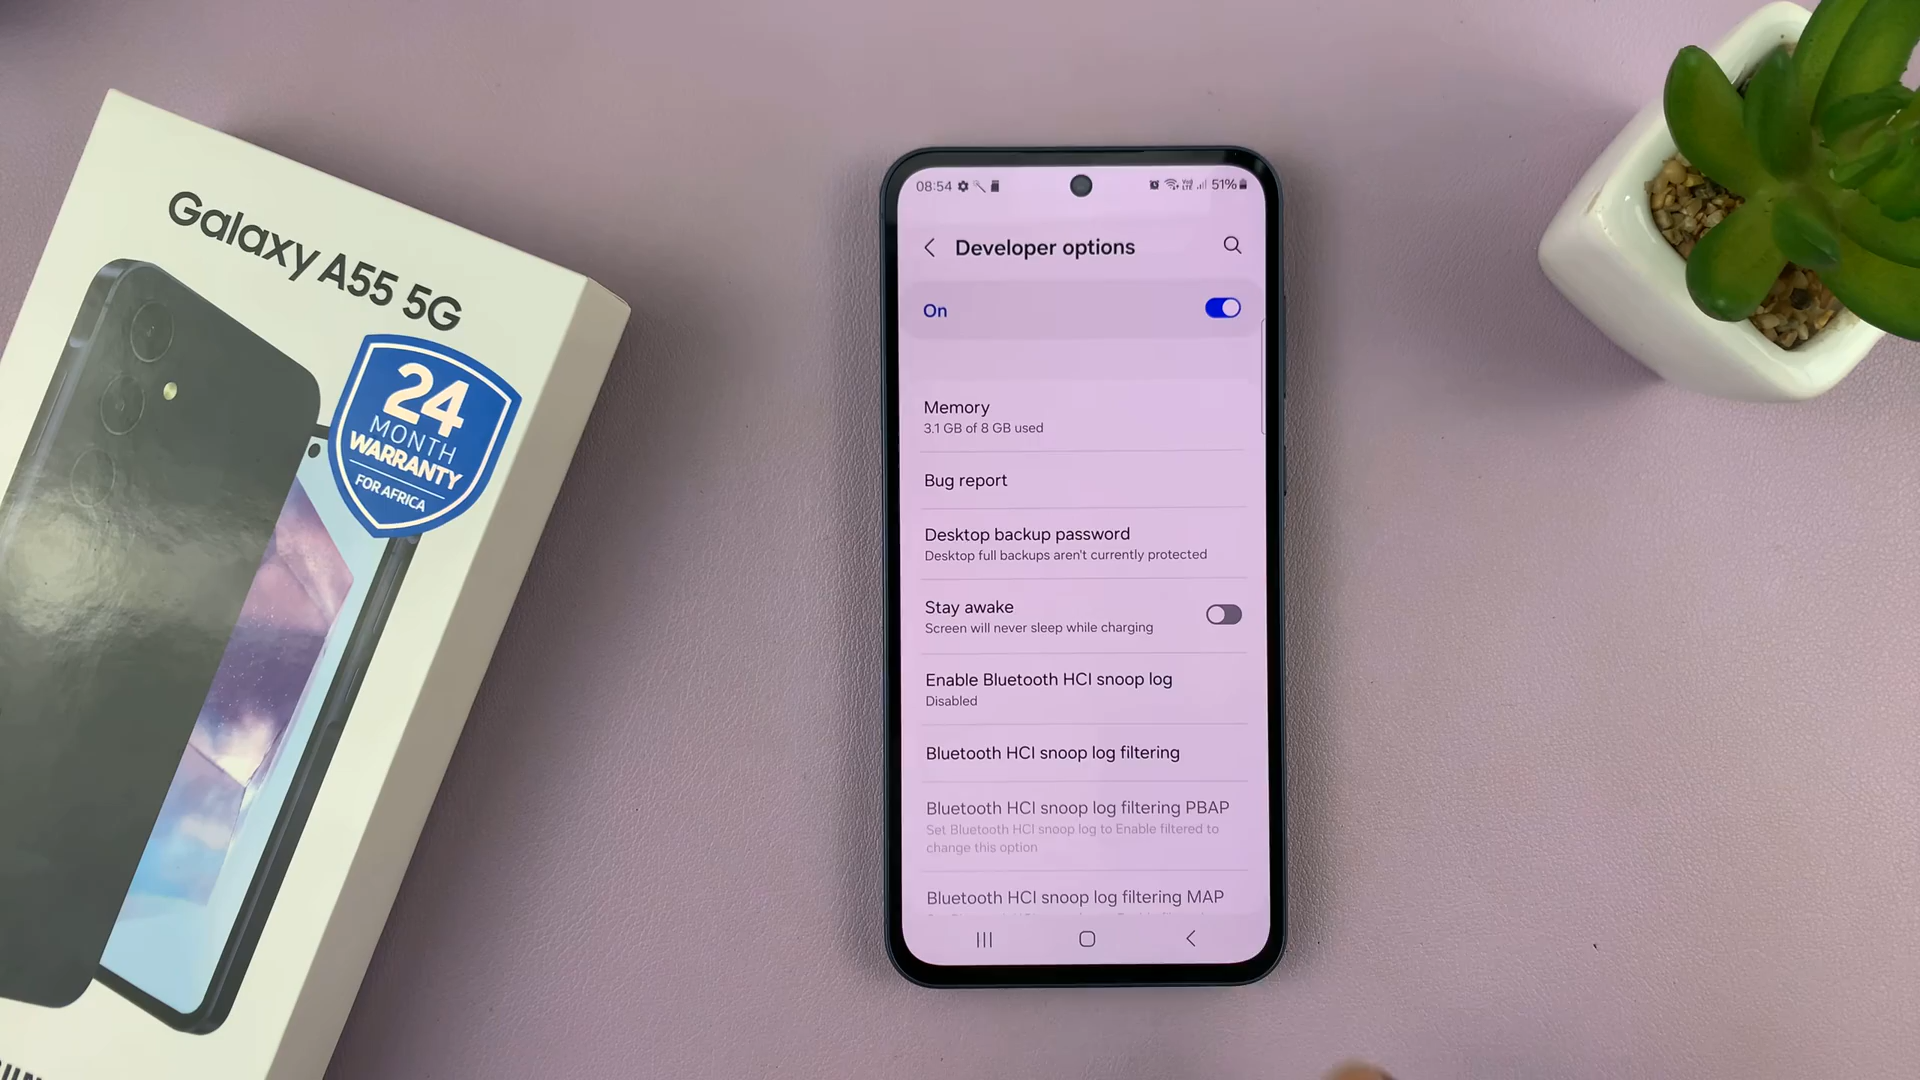 Galaxy A55 5G
24
MONTH
WARRANTY
FOR AFRICA
08:54
51%
Developer options
On
Memory
3.1 GB of 8 GB used
Bug report
Desktop backup password
Desktop full backups aren't currently protected
Stay awake
Screen will never sleep while charging
Enable Bluetooth HCI snoop log
Disabled
Bluetooth HCI snoop log filtering
Bluetooth HCI snoop log filtering PBAP
Set Bluetooth HCI snoop log to Enable filtered to
change this option
Bluetooth HCI snoop log filtering MAP